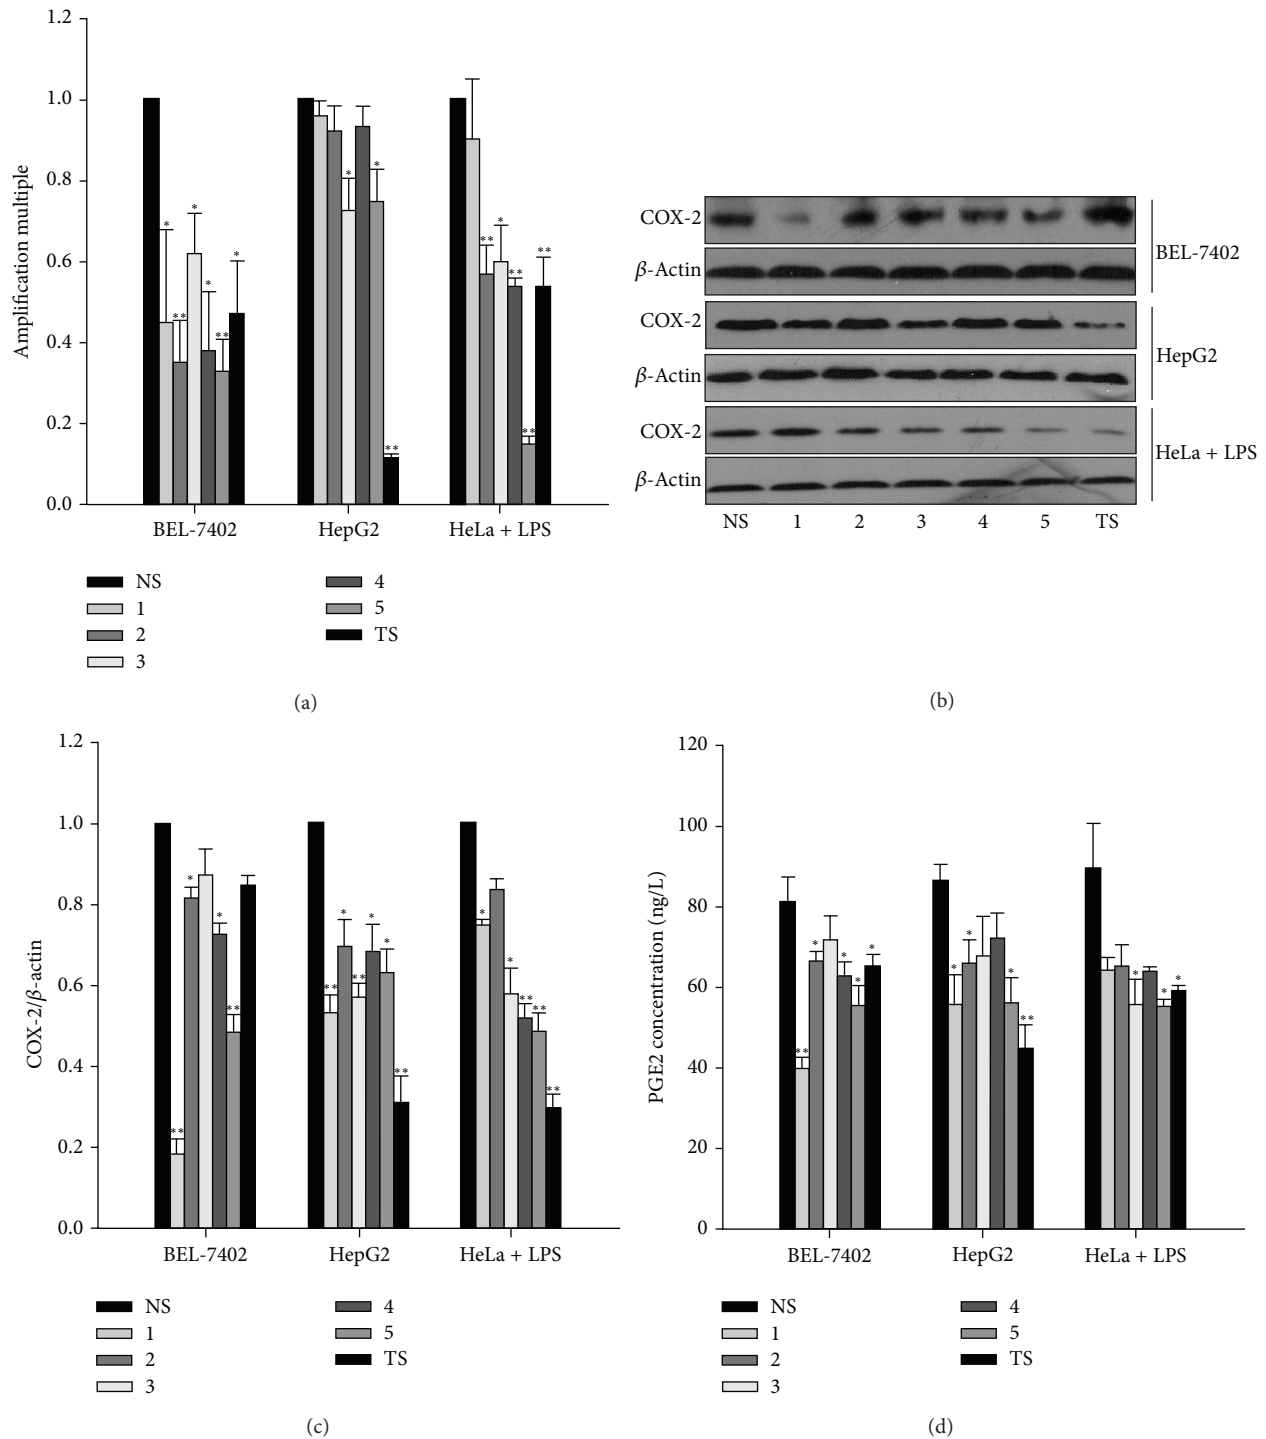 Amplification multiple
1.2
1.0
0.8
0.6
0.4
0.2
0.0
* ** * * ** *
* * **
** * ** ** **
BEL-7402 HepG2 HeLa + LPS
NS 4
1 5
2 TS
3
(a)
COX-2
β-Actin
BEL-7402
COX-2
β-Actin
HepG2
COX-2
β-Actin
HeLa + LPS
NS 1 2 3 4 5 TS
(b)
COX-2/β-actin
1.2
1.0
0.8
0.6
0.4
0.2
0.0
** * * **
** * ** * * **
* * ** ** **
BEL-7402 HepG2 HeLa + LPS
NS 4
1 5
2 TS
3
(c)
PGE2 concentration (ng/L)
120
100
80
60
40
20
0
** * * * *
* * * **
* * *
BEL-7402 HepG2 HeLa + LPS
NS 4
1 5
2 TS
3
(d)